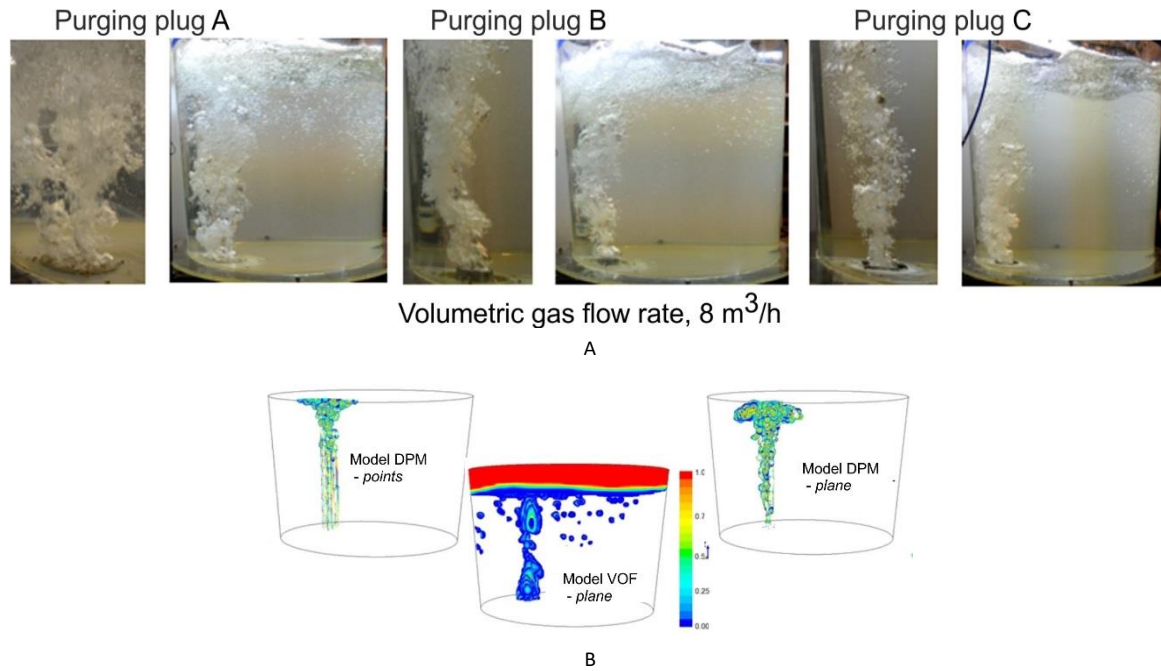 Purging plug A
Purging plug B
Purging plug C
Volumetric gas flow rate, 8 m³/h
A
Model DPM
- points
Model VOF
- plane
1.0
0.7
0.5
0.25
0.00
Model DPM
- plane
B